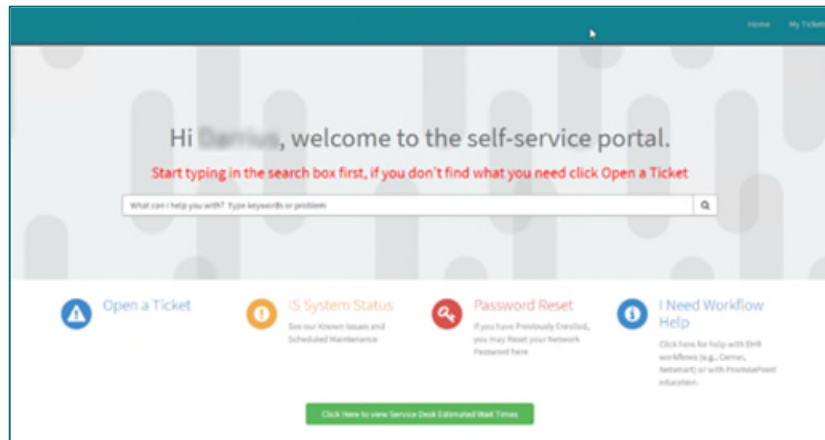 Home My Tickets
Hi , welcome to the self-service portal.
Start typing in the search box first, if you don't find what you need click Open a Ticket
What can I help you with? Type keywords or problem
Open a Ticket
IS System Status
See our Known Issues and
Scheduled Maintenance
Password Reset
If you have Previously Enrolled,
you may Reset your Network
Password here
I Need Workflow
Help
Click here for help with EHR
workflows (e.g., Cerner,
Netsmart) or with PromisePoint
education.
Click Here to view Service Desk Estimated Wait Times